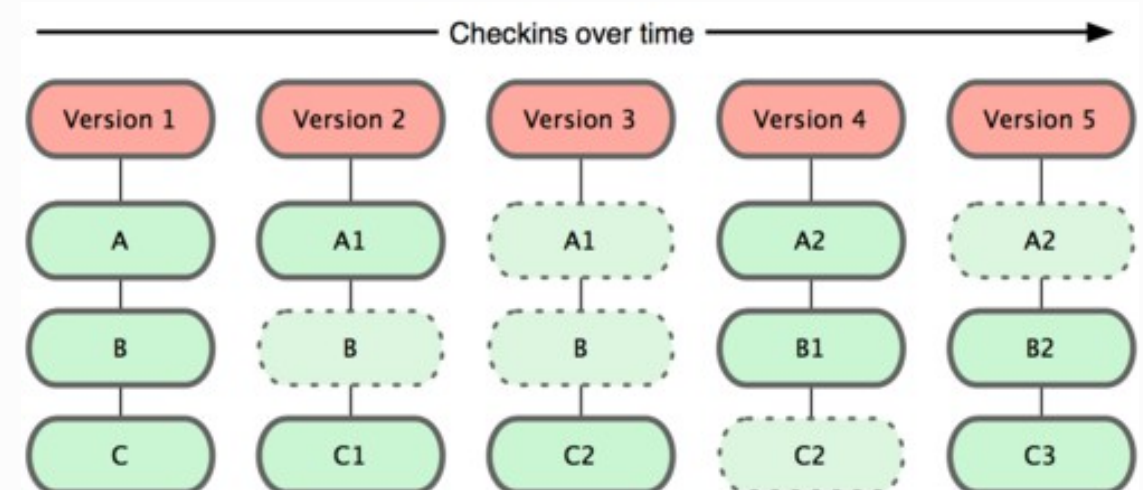 Checkins over time
Version 1 Version 2 Version 3 Version 4 Version 5
A A1 A1 A2 A2
B B B B1 B2
C C1 C2 C2 C3